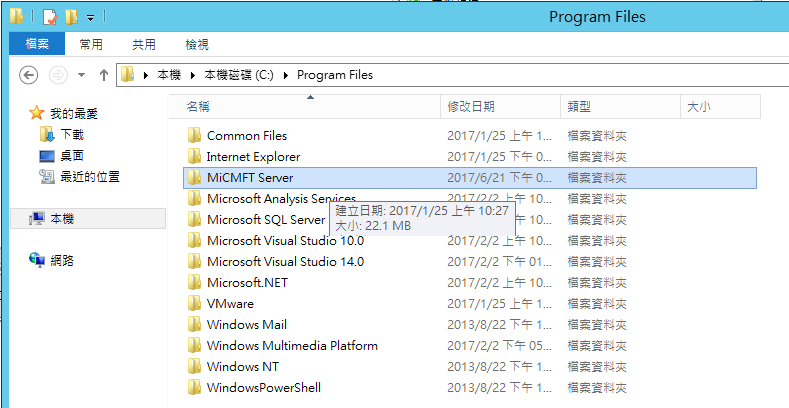 Program Files
檔案 常用 共用 檢視
本機 本機磁碟 (C:) Program Files
名稱 修改日期 類型 大小
我的最愛
下載
桌面
最近的位置
本機
網路
Common Files 2017/1/25 上午 1... 檔案資料夾
Internet Explorer 2017/1/25 下午 0... 檔案資料夾
MiCMFT Server 2017/6/21 下午 0... 檔案資料夾
Microsoft Analysis Services 2017/2/2 下午 10... 檔案資料夾
建立日期: 2017/1/25 上午 10:27
大小: 22.1 MB
Microsoft SQL Server 2017/2/2 下午 10... 檔案資料夾
Microsoft Visual Studio 10.0 2017/2/2 下午 10... 檔案資料夾
Microsoft Visual Studio 14.0 2017/2/2 下午 01... 檔案資料夾
Microsoft.NET 2017/2/2 下午 10... 檔案資料夾
VMware 2017/1/25 上午 1... 檔案資料夾
Windows Mail 2013/8/22 下午 1... 檔案資料夾
Windows Multimedia Platform 2017/2/2 下午 05... 檔案資料夾
Windows NT 2013/8/22 下午 1... 檔案資料夾
WindowsPowerShell 2013/8/22 下午 1... 檔案資料夾